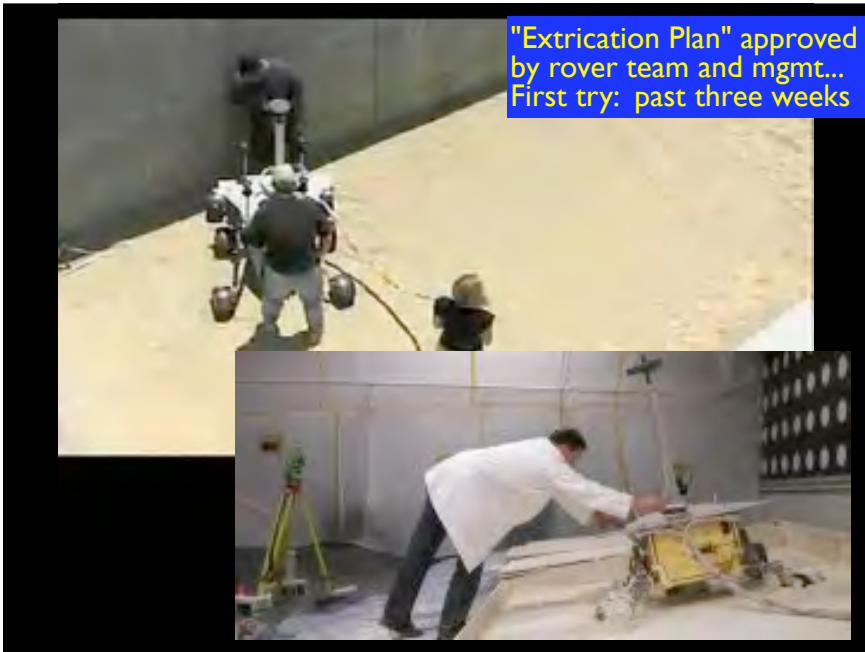 "Extrication Plan" approved
by rover team and mgmt...
First try:  past three weeks